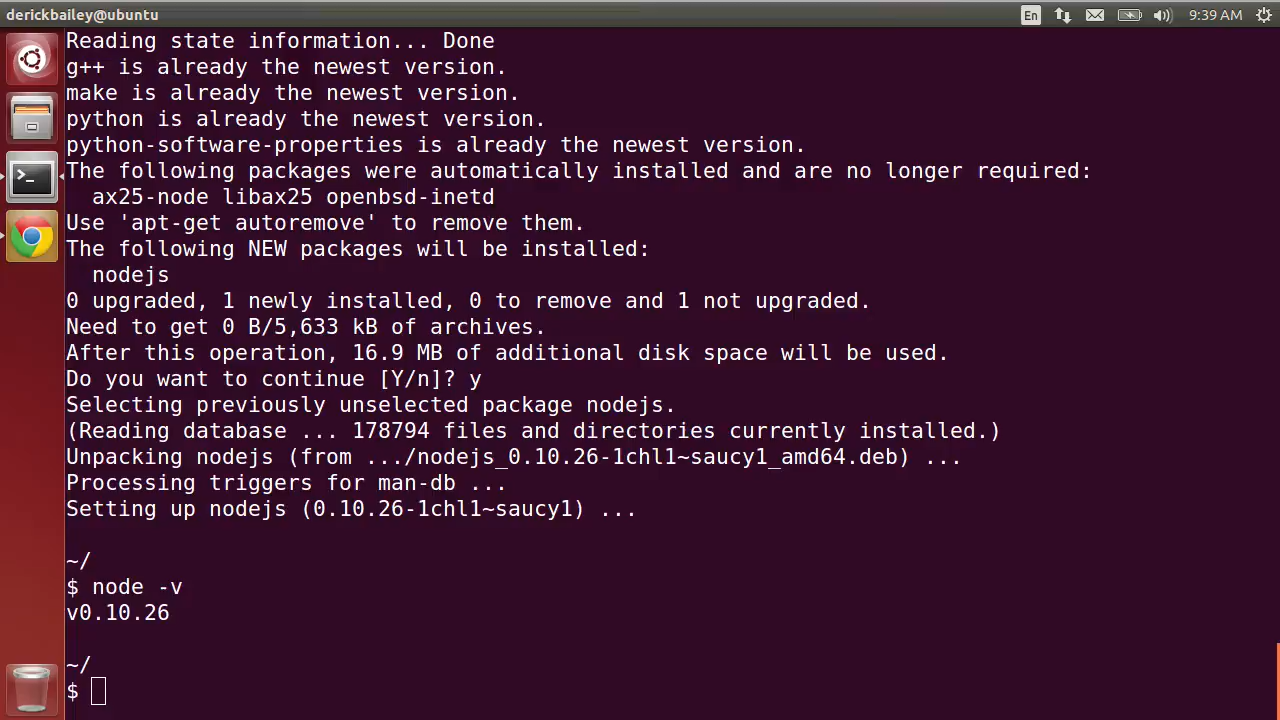 derickbailey@ubuntu
En
9:39 AM
Reading state information... Done
g++ is already the newest version.
make is already the newest version.
python is already the newest version.
python-software-properties is already the newest version.
The following packages were automatically installed and are no longer required:
  ax25-node libax25 openbsd-inetd
Use 'apt-get autoremove' to remove them.
The following NEW packages will be installed:
  nodejs
0 upgraded, 1 newly installed, 0 to remove and 1 not upgraded.
Need to get 0 B/5,633 kB of archives.
After this operation, 16.9 MB of additional disk space will be used.
Do you want to continue [Y/n]? y
Selecting previously unselected package nodejs.
(Reading database ... 178794 files and directories currently installed.)
Unpacking nodejs (from .../nodejs_0.10.26-1chl1~saucy1_amd64.deb) ...
Processing triggers for man-db ...
Setting up nodejs (0.10.26-1chl1~saucy1) ...
~/
$ node -v
v0.10.26
~/
$